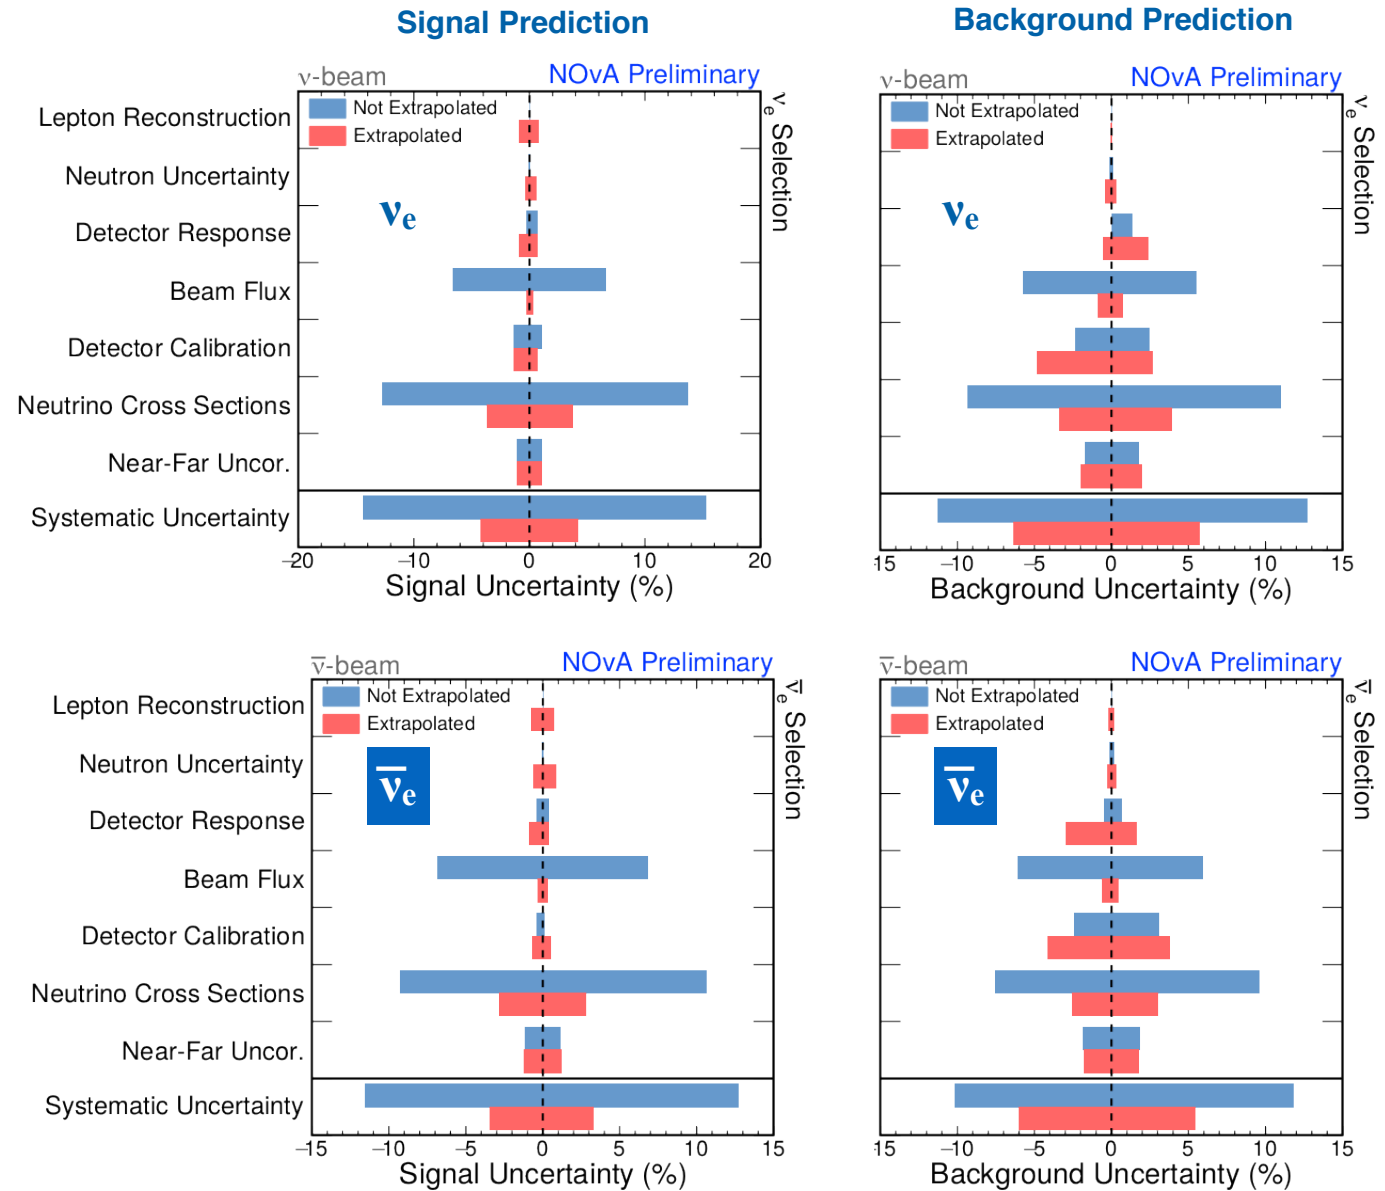 Signal Prediction
Background Prediction
ν-beam
NOνA Preliminary
Not Extrapolated
Extrapolated
νe
νe Selection
Lepton Reconstruction
Neutron Uncertainty
Detector Response
Beam Flux
Detector Calibration
Neutrino Cross Sections
Near-Far Uncor.
Systematic Uncertainty
−20 −10 0 10 20
Signal Uncertainty (%)
ν-beam
NOνA Preliminary
Not Extrapolated
Extrapolated
νe
νe Selection
15 −10 −5 0 5 10 15
Background Uncertainty (%)
ν̅-beam
NOνA Preliminary
Not Extrapolated
Extrapolated
ν̅e
ν̅e Selection
Lepton Reconstruction
Neutron Uncertainty
Detector Response
Beam Flux
Detector Calibration
Neutrino Cross Sections
Near-Far Uncor.
Systematic Uncertainty
−15 −10 −5 0 5 10 15
Signal Uncertainty (%)
ν̅-beam
NOνA Preliminary
Not Extrapolated
Extrapolated
ν̅e
ν̅e Selection
15 −10 −5 0 5 10 15
Background Uncertainty (%)